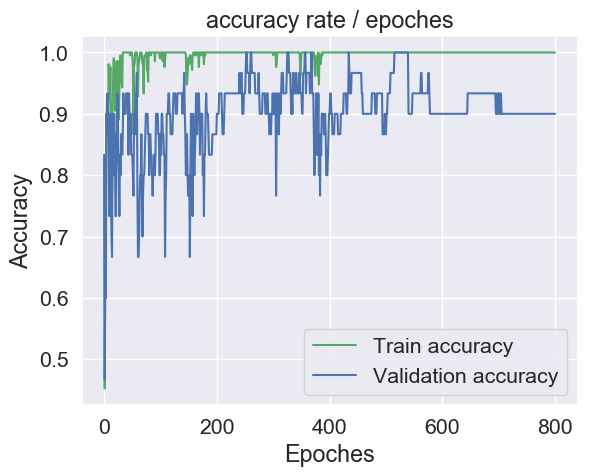 accuracy rate / epoches
Accuracy
1.0
0.9
0.8
0.7
0.6
0.5
Train accuracy
Validation accuracy
0
200
400
600
800
Epoches